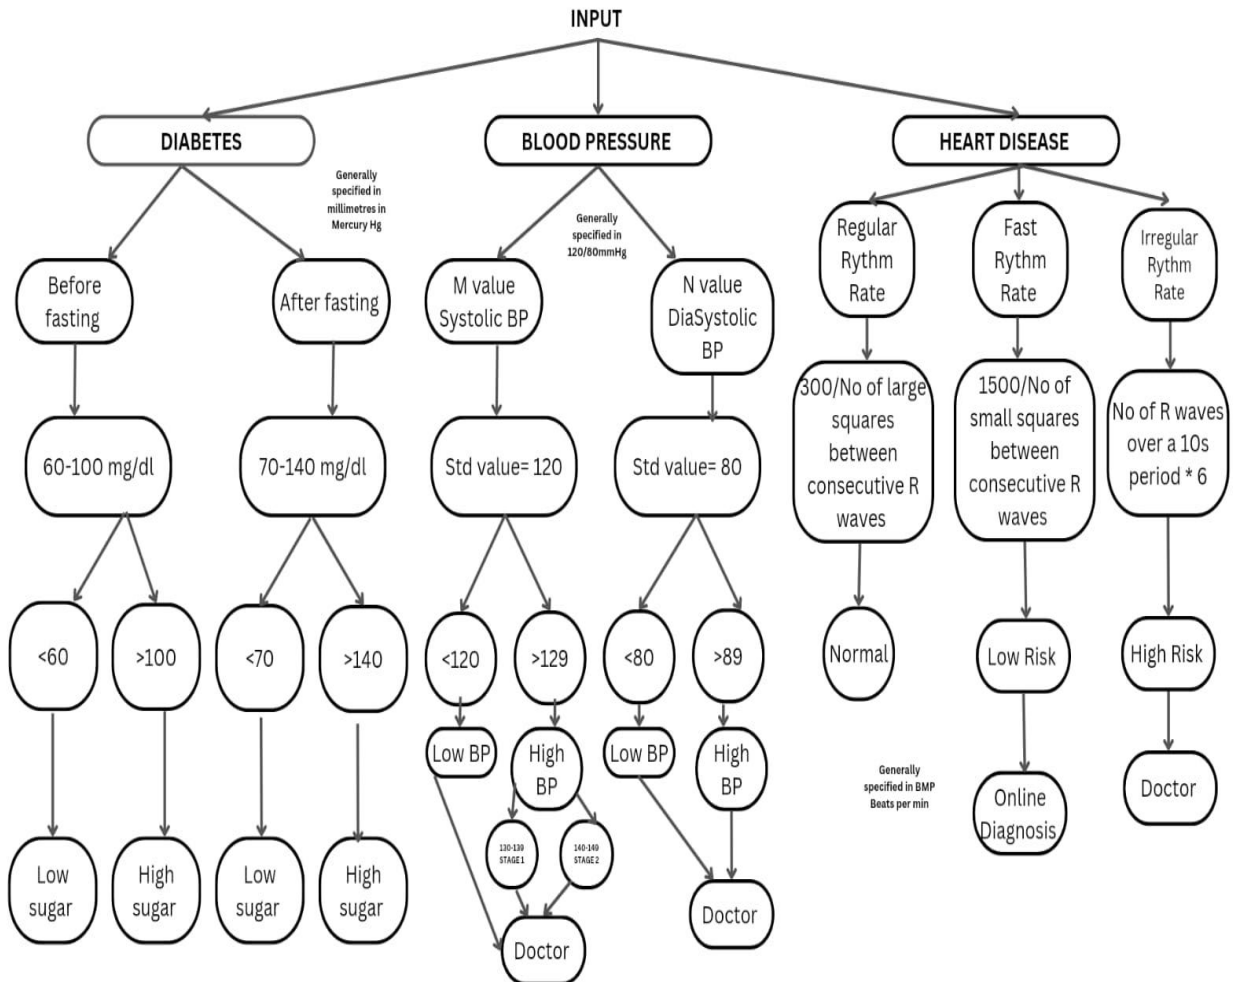 INPUT
DIABETES
BLOOD PRESSURE
HEART DISEASE
Generally
specified in
millimetres in
Mercury Hg
Generally
specified in
120/80mmHg
Before
fasting
After fasting
M value
Systolic BP
N value
DiaSystolic
BP
Regular
Rythm
Rate
Fast
Rythm
Rate
Irregular
Rythm
Rate
60-100 mg/dl
70-140 mg/dl
Std value= 120
Std value= 80
300/No of large
squares
between
consecutive R
waves
1500/No of
small squares
between
consecutive R
waves
No of R waves
over a 10s
period * 6
<60
>100
<70
>140
<120
>129
<80
>89
Normal
Low Risk
High Risk
Low BP
High
BP
Low BP
High
BP
130-139
STAGE 1
140-149
STAGE 2
Generally
specified in BMP
Beats per min
Online
Diagnosis
Doctor
Low
sugar
High
sugar
Low
sugar
High
sugar
Doctor
Doctor